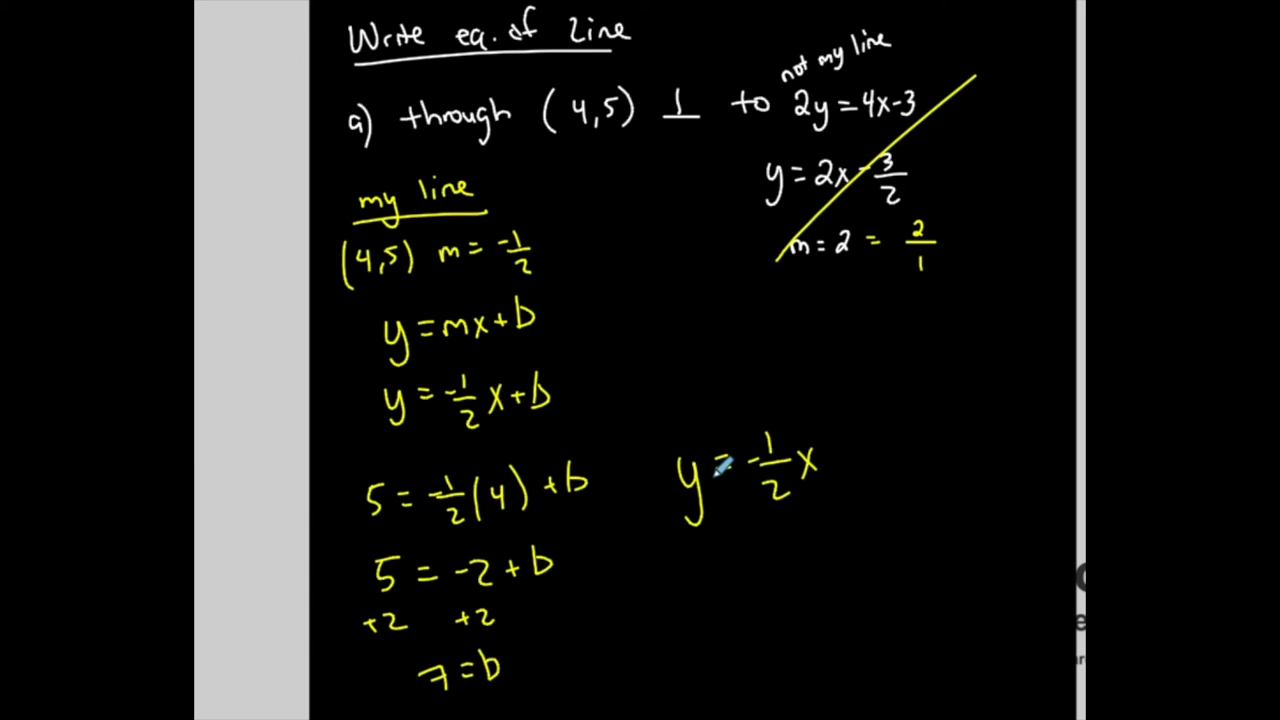 Write eq. of Line
not my line
a) through (4,5) ⊥ to 2y = 4x - 3
y = 2x - 3/2
m = 2 = 2/1
my line
(4,5) m = -1/2
y = mx + b
y = -1/2 x + b
5 = -1/2 (4) + b
5 = -2 + b
+2 +2
7 = b
y = -1/2 x